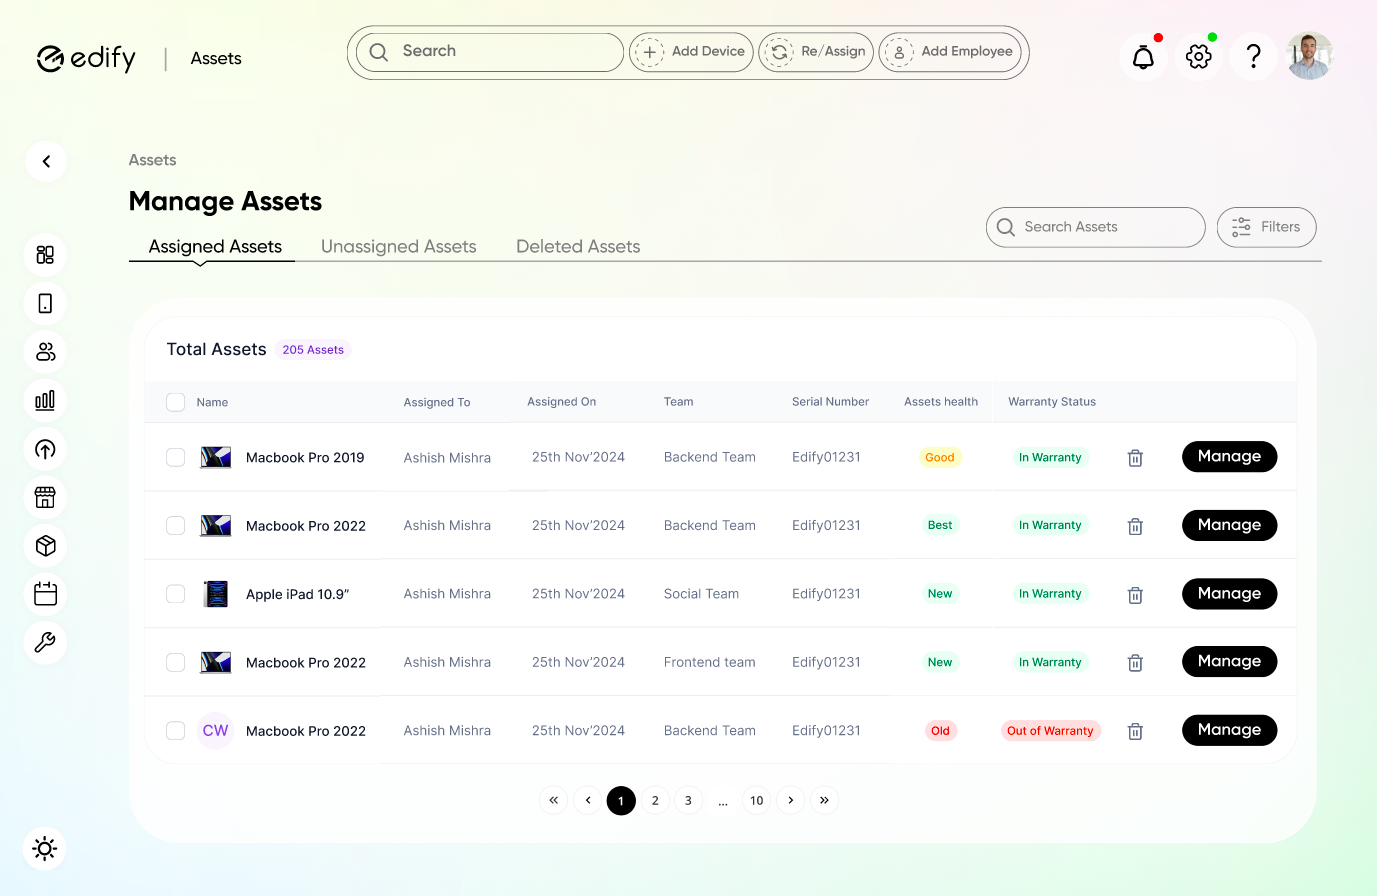 edify
Assets
Search
Add Device
Re/Assign
Add Employee
?
Assets
Manage Assets
Assigned Assets Unassigned Assets Deleted Assets
Search Assets
Filters
Total Assets 205 Assets
Name Assigned To Assigned On Team Serial Number Assets health Warranty Status
Macbook Pro 2019 Ashish Mishra 25th Nov’2024 Backend Team Edify01231 Good In Warranty Manage
Macbook Pro 2022 Ashish Mishra 25th Nov’2024 Backend Team Edify01231 Best In Warranty Manage
Apple iPad 10.9” Ashish Mishra 25th Nov’2024 Social Team Edify01231 New In Warranty Manage
Macbook Pro 2022 Ashish Mishra 25th Nov’2024 Frontend team Edify01231 New In Warranty Manage
CW Macbook Pro 2022 Ashish Mishra 25th Nov’2024 Backend Team Edify01231 Old Out of Warranty Manage
« ‹ 1 2 3 ... 10 › »